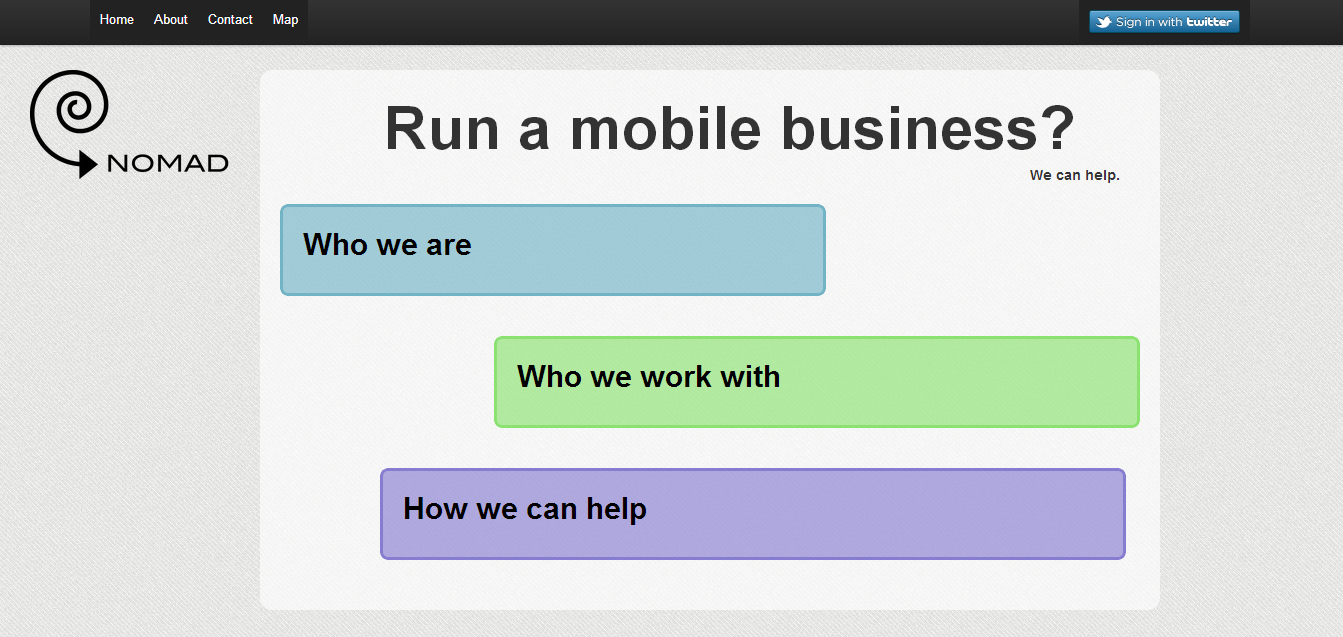 Home About Contact Map
Sign in with twitter
NOMAD
Run a mobile business?
We can help.
Who we are
Who we work with
How we can help